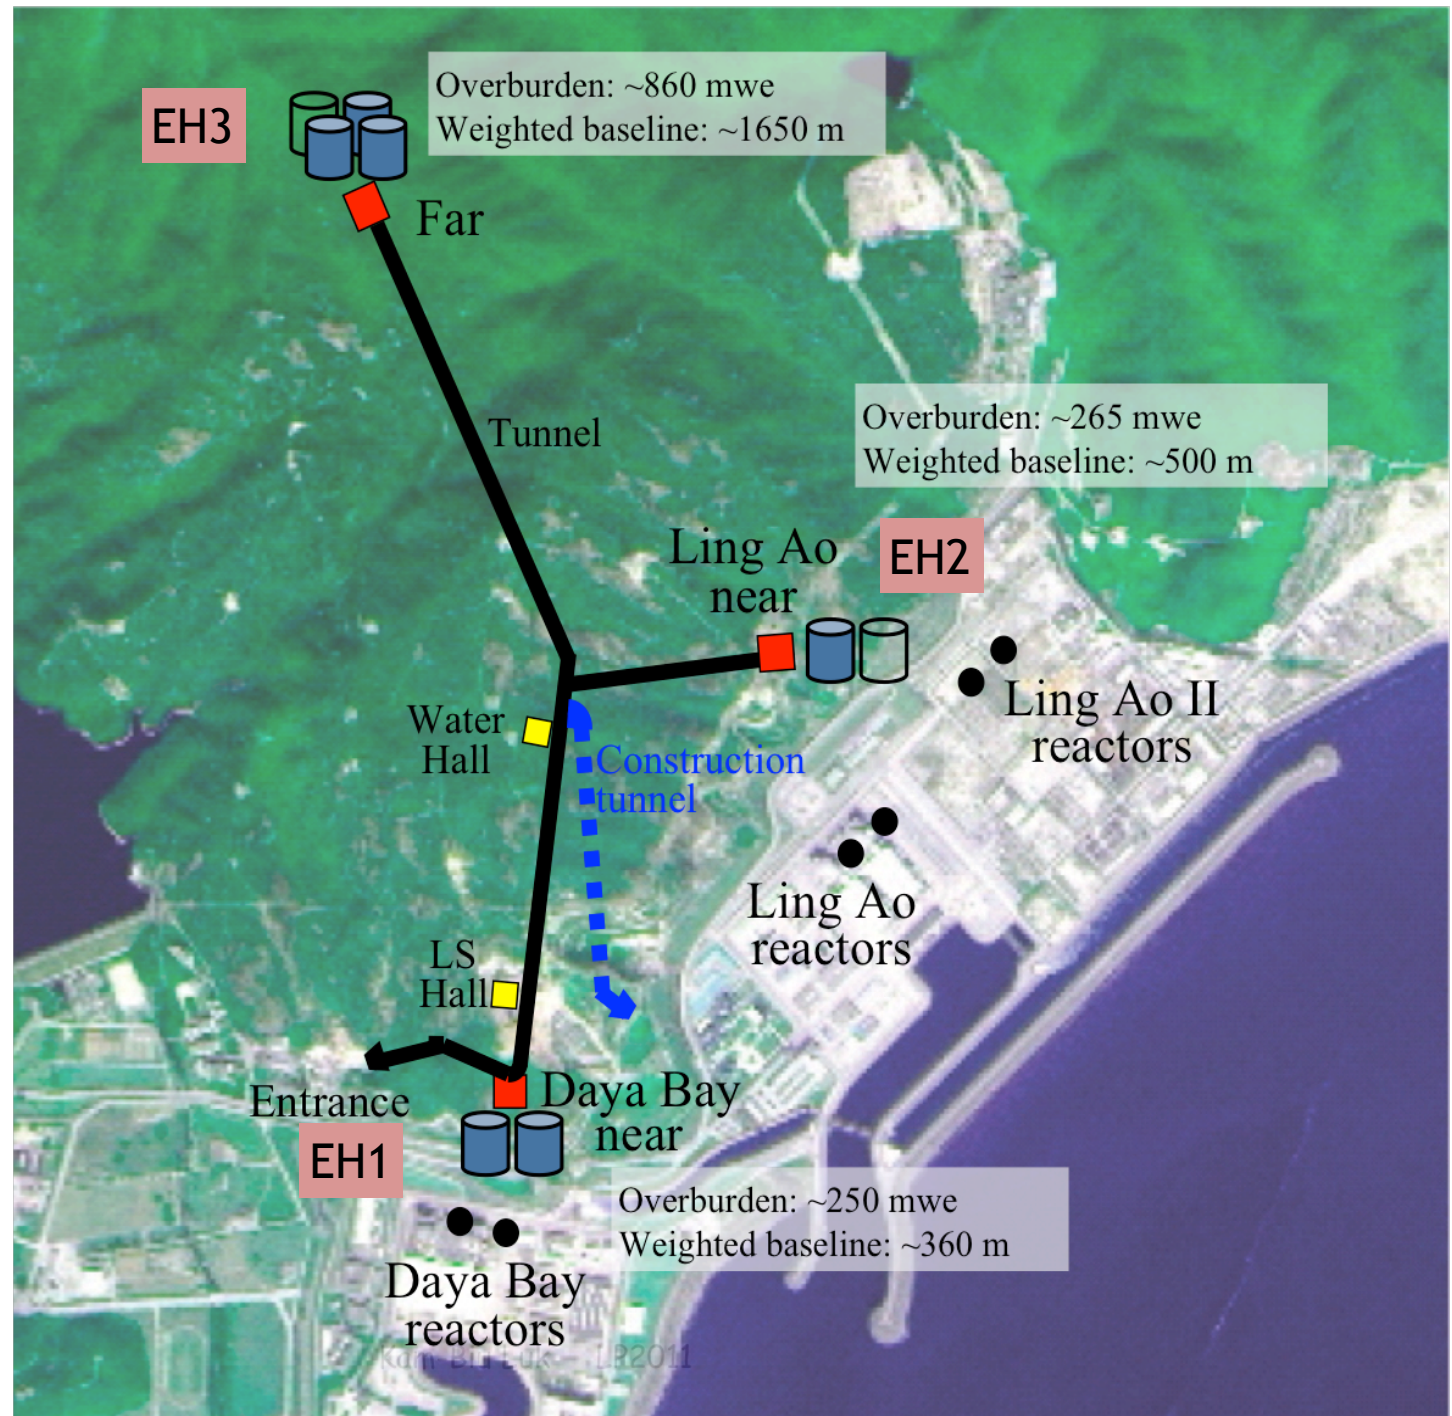 EH3
Overburden: ~860 mwe
Weighted baseline: ~1650 m
Far
Tunnel
Overburden: ~265 mwe
Weighted baseline: ~500 m
Ling Ao
near
EH2
Ling Ao II
reactors
Water
Hall
Construction
tunnel
Ling Ao
reactors
LS
Hall
Entrance
Daya Bay
near
EH1
Overburden: ~250 mwe
Weighted baseline: ~360 m
Daya Bay
reactors